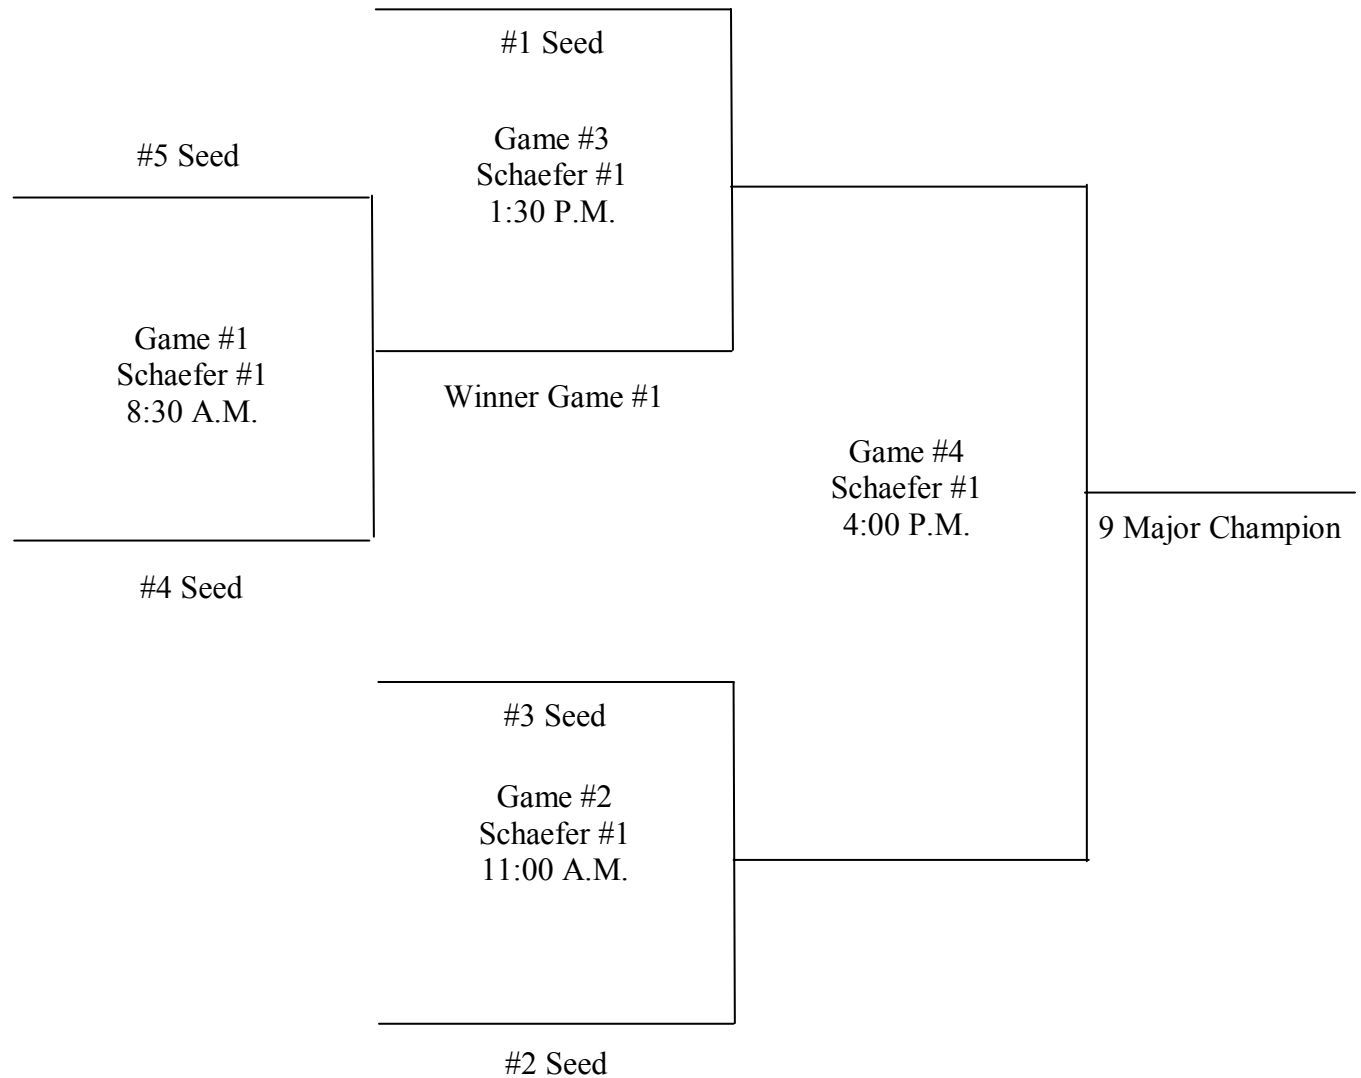 #1 Seed
Game #3
Schaefer #1
1:30 P.M.
#5 Seed
Game #1
Schaefer #1
8:30 A.M.
Winner Game #1
#4 Seed
Game #4
Schaefer #1
4:00 P.M.
9 Major Champion
#3 Seed
Game #2
Schaefer #1
11:00 A.M.
#2 Seed